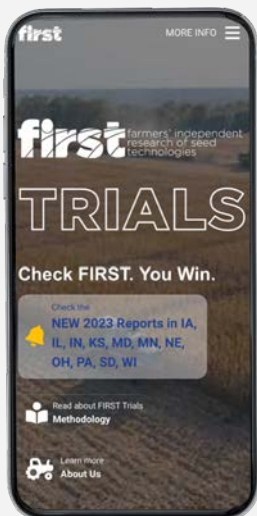 first
MORE INFO
first farmers' independent
research of seed
technologies
TRIALS
Check FIRST. You Win.
Check the
NEW 2023 Reports in IA,
IL, IN, KS, MD, MN, NE,
OH, PA, SD, WI
Read about FIRST Trials
Methodology
Learn more
About Us